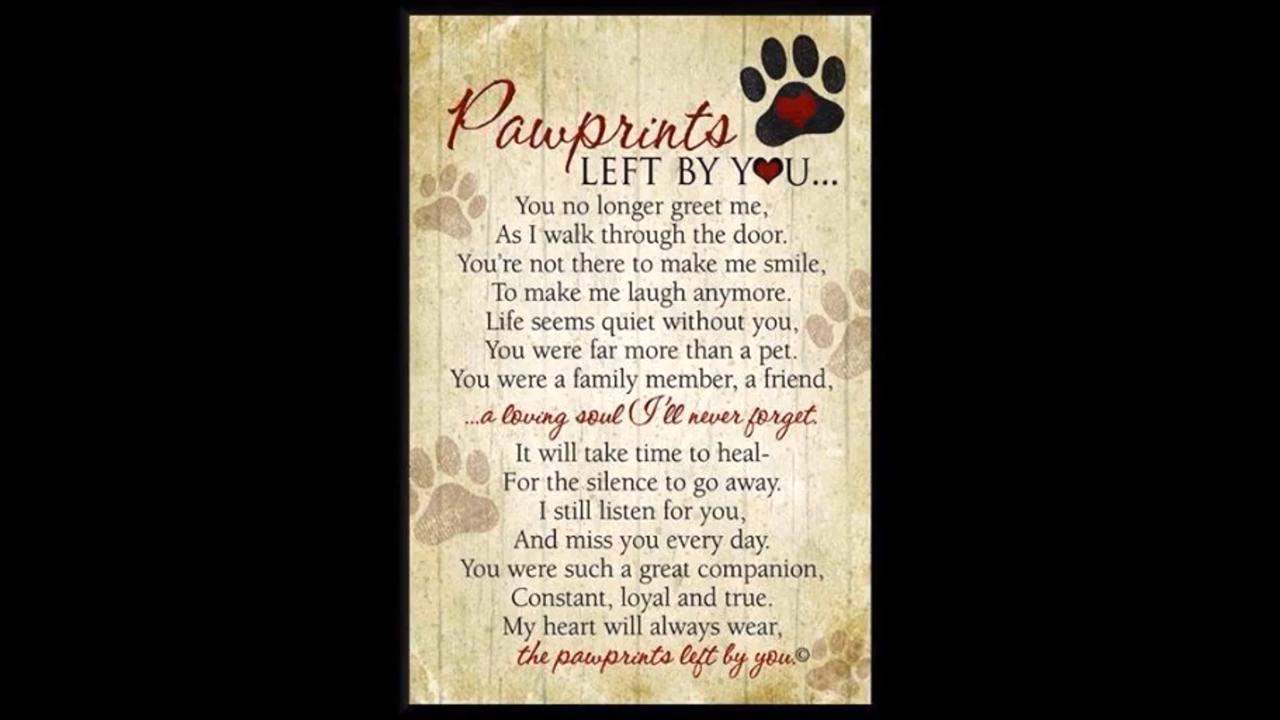 Pawprints
LEFT BY Y♥U...
You no longer greet me,
As I walk through the door.
You're not there to make me smile,
To make me laugh anymore.
Life seems quiet without you,
You were far more than a pet.
You were a family member, a friend,
...a loving soul I'll never forget.
It will take time to heal-
For the silence to go away.
I still listen for you,
And miss you every day.
You were such a great companion,
Constant, loyal and true.
My heart will always wear,
the pawprints left by you.©